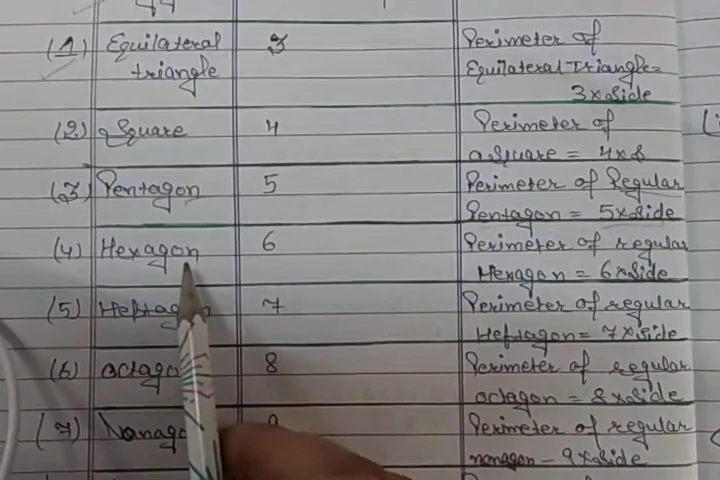 (1) Equilateral triangle 3 Perimeter of
Equilateral Triangle =
3 x side
(2) Square 4 Perimeter of
a square = 4 x s
(3) Pentagon 5 Perimeter of Regular
Pentagon = 5 x side
(4) Hexagon 6 Perimeter of regular
Hexagon = 6 x side
(5) 7 Perimeter of regular
Heptagon = 7 x side
(6) 8 Perimeter of regular
octagon = 8 x side
(7) Perimeter of regular
nonagon - 9 x side